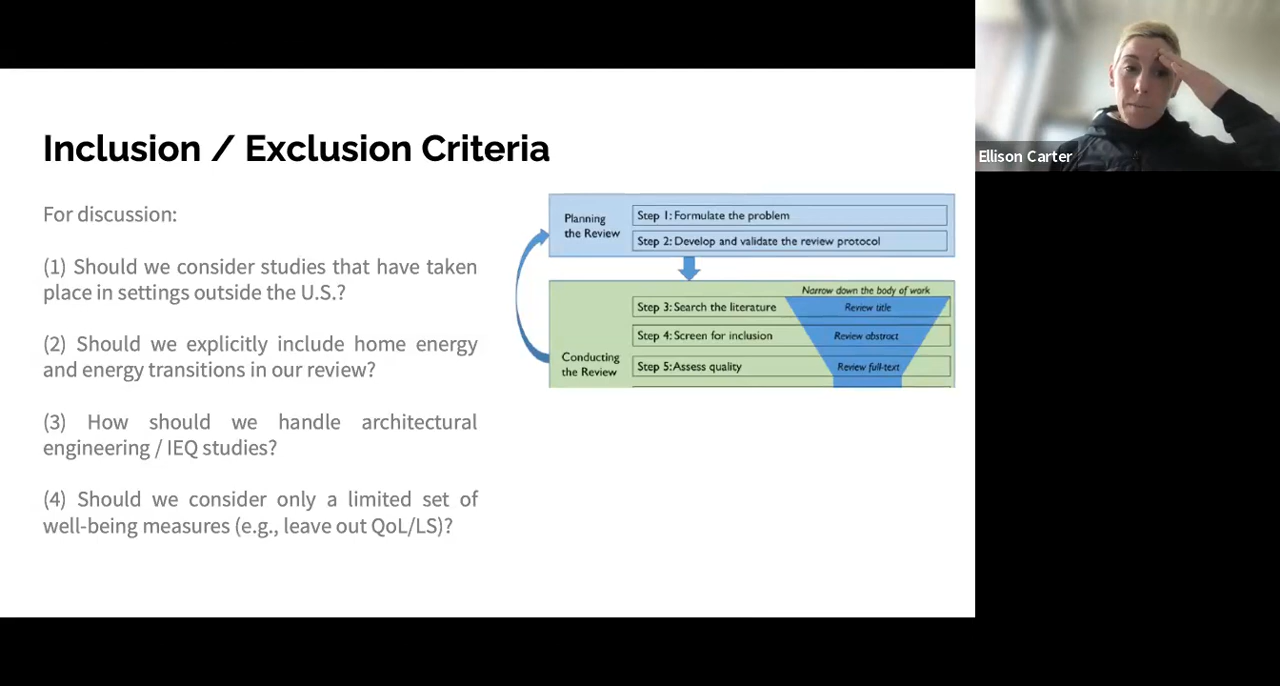 Ellison Carter
Inclusion / Exclusion Criteria
For discussion:
(1) Should we consider studies that have taken
place in settings outside the U.S.?
(2) Should we explicitly include home energy
and energy transitions in our review?
(3) How should we handle architectural
engineering / IEQ studies?
(4) Should we consider only a limited set of
well-being measures (e.g., leave out QoL/LS)?
Planning
the Review
Step 1: Formulate the problem
Step 2: Develop and validate the review protocol
Narrow down the body of work
Conducting
the Review
Step 3: Search the literature
Review title
Step 4: Screen for inclusion
Review abstract
Step 5: Assess quality
Review full-text